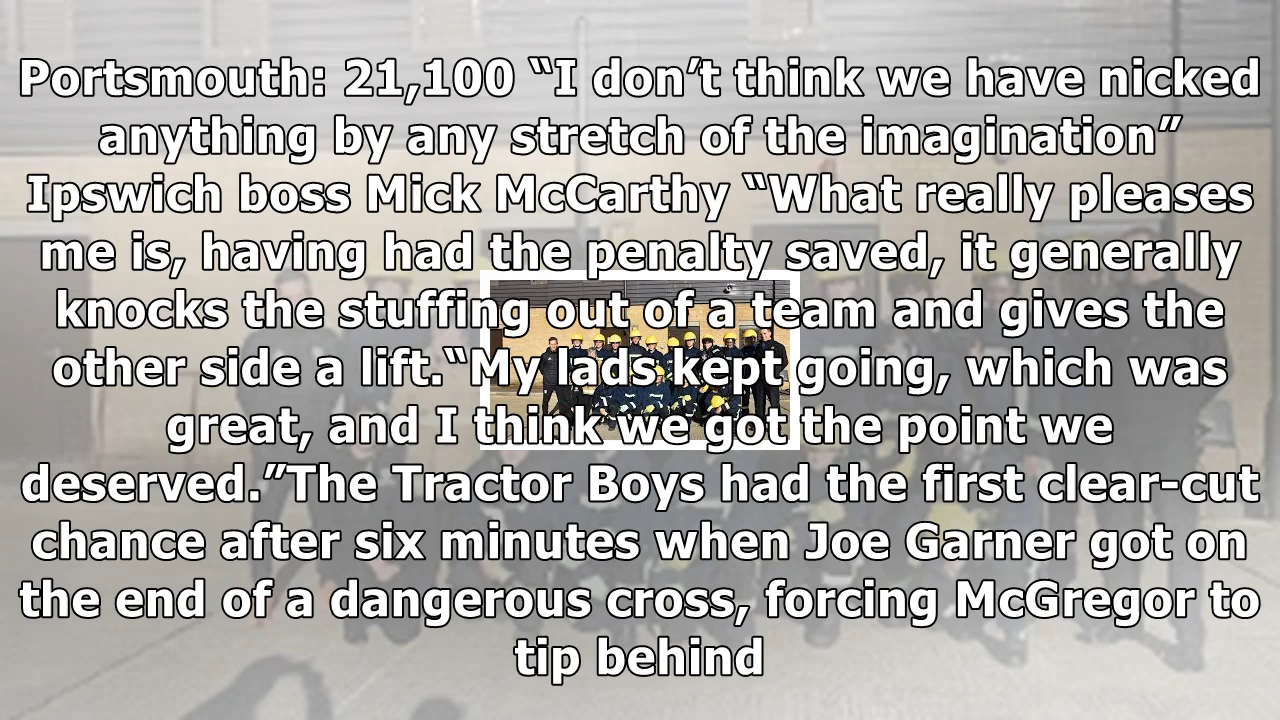 Portsmouth: 21,100 “I don’t think we have nicked
anything by any stretch of the imagination”
Ipswich boss Mick McCarthy “What really pleases
me is, having had the penalty saved, it generally
knocks the stuffing out of a team and gives the
other side a lift.“My lads kept going, which was
great, and I think we got the point we
deserved.”The Tractor Boys had the first clear-cut
chance after six minutes when Joe Garner got on
the end of a dangerous cross, forcing McGregor to
tip behind